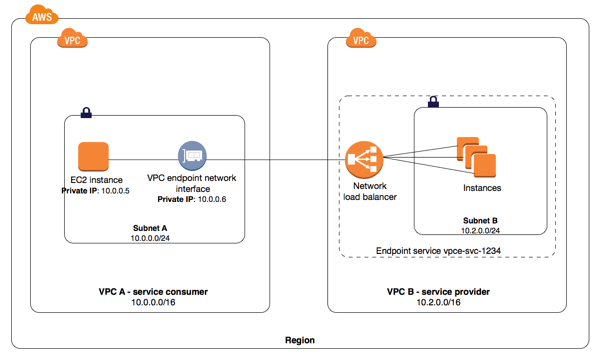 AWS
VPC
VPC
EC2 instance
Private IP: 10.0.0.5
VPC endpoint network
interface
Private IP: 10.0.0.6
Subnet A
10.0.0.0/24
VPC A - service consumer
10.0.0.0/16
Network
load balancer
Instances
Subnet B
10.2.0.0/24
Endpoint service vpce-svc-1234
VPC B - service provider
10.2.0.0/16
Region